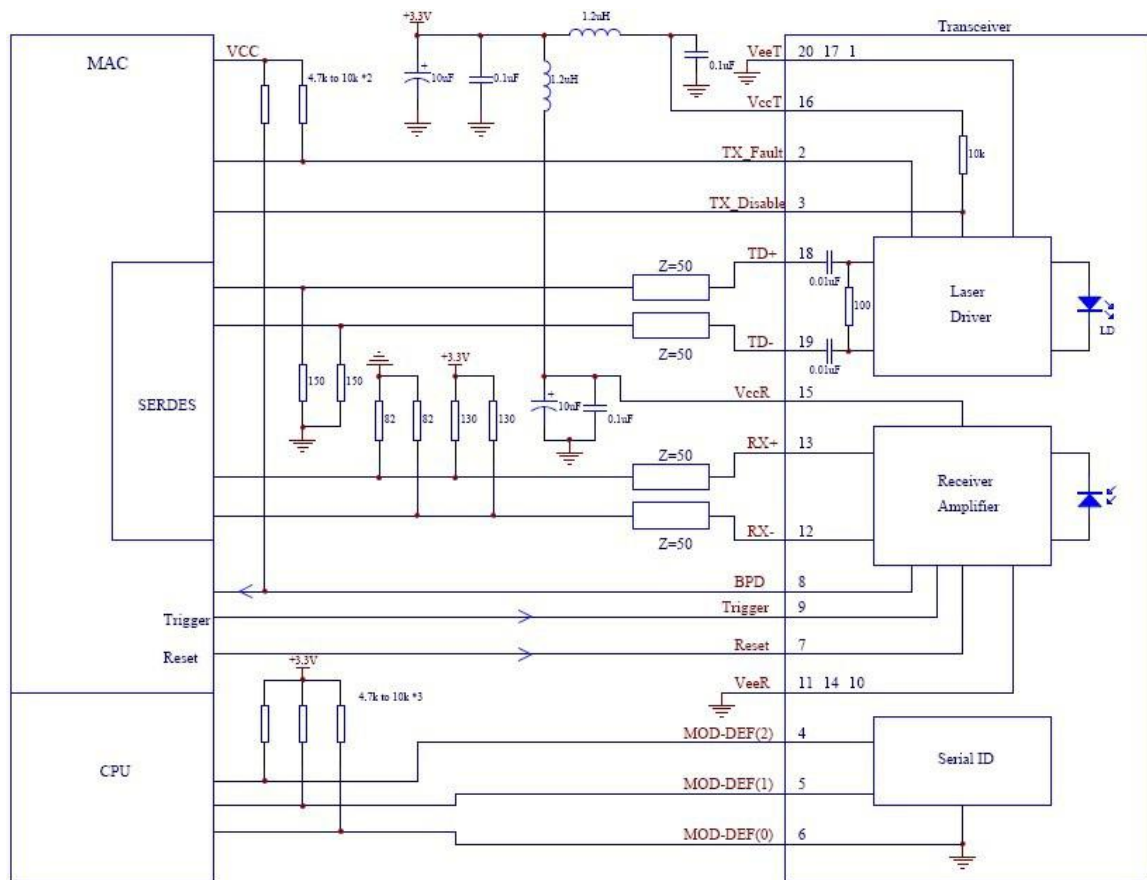 +3.3V
1.2uH
Transceiver
MAC
VCC
4.7k to 10k *2
10uF
0.1uF
1.2uH
0.1uF
VeeT
20 17 1
VccT
16
10k
TX_Fault
2
TX_Disable
3
Z=50
TD+
18
0.01uF
100
Laser
Driver
LD
Z=50
TD-
19
0.01uF
SERDES
150
150
+3.3V
82
82
130
130
10uF
0.1uF
VccR
15
Z=50
RX+
13
Receiver
Amplifier
Z=50
RX-
12
BPD
8
Trigger
Trigger
9
Reset
Reset
7
+3.3V
4.7k to 10k *3
VeeR
11 14 10
CPU
MOD-DEF(2)
4
Serial ID
MOD-DEF(1)
5
MOD-DEF(0)
6